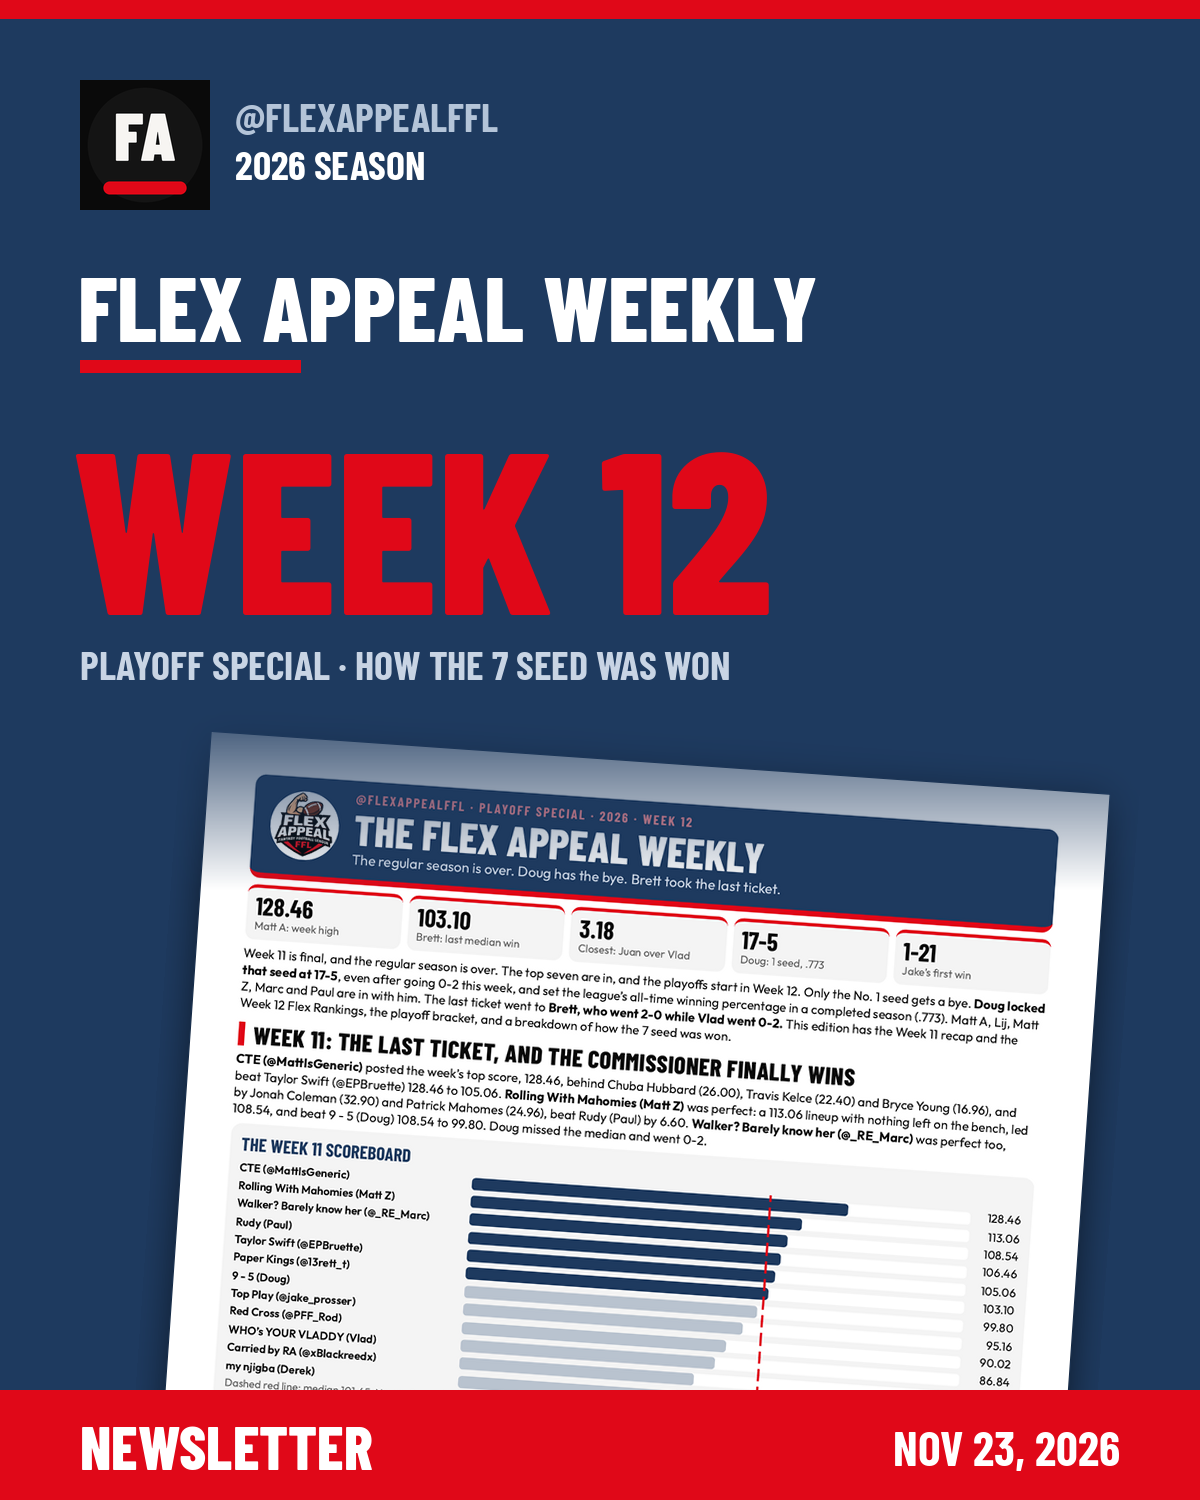 FA
@FLEXAPPEALFFL
2026 SEASON
FLEX APPEAL WEEKLY
WEEK 12
PLAYOFF SPECIAL · HOW THE 7 SEED WAS WON
FLEX
APPEAL
FFL
@FLEXAPPEALFFL · PLAYOFF SPECIAL · 2026 · WEEK 12
THE FLEX APPEAL WEEKLY
The regular season is over. Doug has the bye. Brett took the last ticket.
128.46
Matt A: week high
103.10
Brett: last median win
3.18
Closest: Juan over Vlad
17-5
Doug: 1 seed, .773
1-21
Jake's first win
Week 11 is final, and the regular season is over. The top seven are in, and the playoffs start in Week 12. Only the No. 1 seed gets a bye. Doug locked
that seed at 17-5, even after going 0-2 this week, and set the league's all-time winning percentage in a completed season (.773). Matt A, Lij, Matt
Z, Marc and Paul are in with him. The last ticket went to Brett, who went 2-0 while Vlad went 0-2. This edition has the Week 11 recap and the
Week 12 Flex Rankings, the playoff bracket, and a breakdown of how the 7 seed was won.
WEEK 11: THE LAST TICKET, AND THE COMMISSIONER FINALLY WINS
CTE (@MattIsGeneric) posted the week's top score, 128.46, behind Chuba Hubbard (26.00), Travis Kelce (22.40) and Bryce Young (16.96), and
beat Taylor Swift (@EPBruette) 128.46 to 105.06. Rolling With Mahomies (Matt Z) was perfect: a 113.06 lineup with nothing left on the bench, led
by Jonah Coleman (32.90) and Patrick Mahomes (24.96), beat Rudy (Paul) by 6.60. Walker? Barely know her (@_RE_Marc) was perfect too,
108.54, and beat 9 - 5 (Doug) 108.54 to 99.80. Doug missed the median and went 0-2.
THE WEEK 11 SCOREBOARD
CTE (@MattIsGeneric)
128.46
Rolling With Mahomies (Matt Z)
113.06
Walker? Barely know her (@_RE_Marc)
108.54
Rudy (Paul)
106.46
Taylor Swift (@EPBruette)
105.06
Paper Kings (@13rett_t)
103.10
9 - 5 (Doug)
99.80
Top Play (@jake_prosser)
95.16
Red Cross (@PFF_Rod)
90.02
WHO's YOUR VLADDY (Vlad)
86.84
Carried by RA (@xBlackreedx)
my njigba (Derek)
Dashed red line: median
NEWSLETTER
NOV 23, 2026